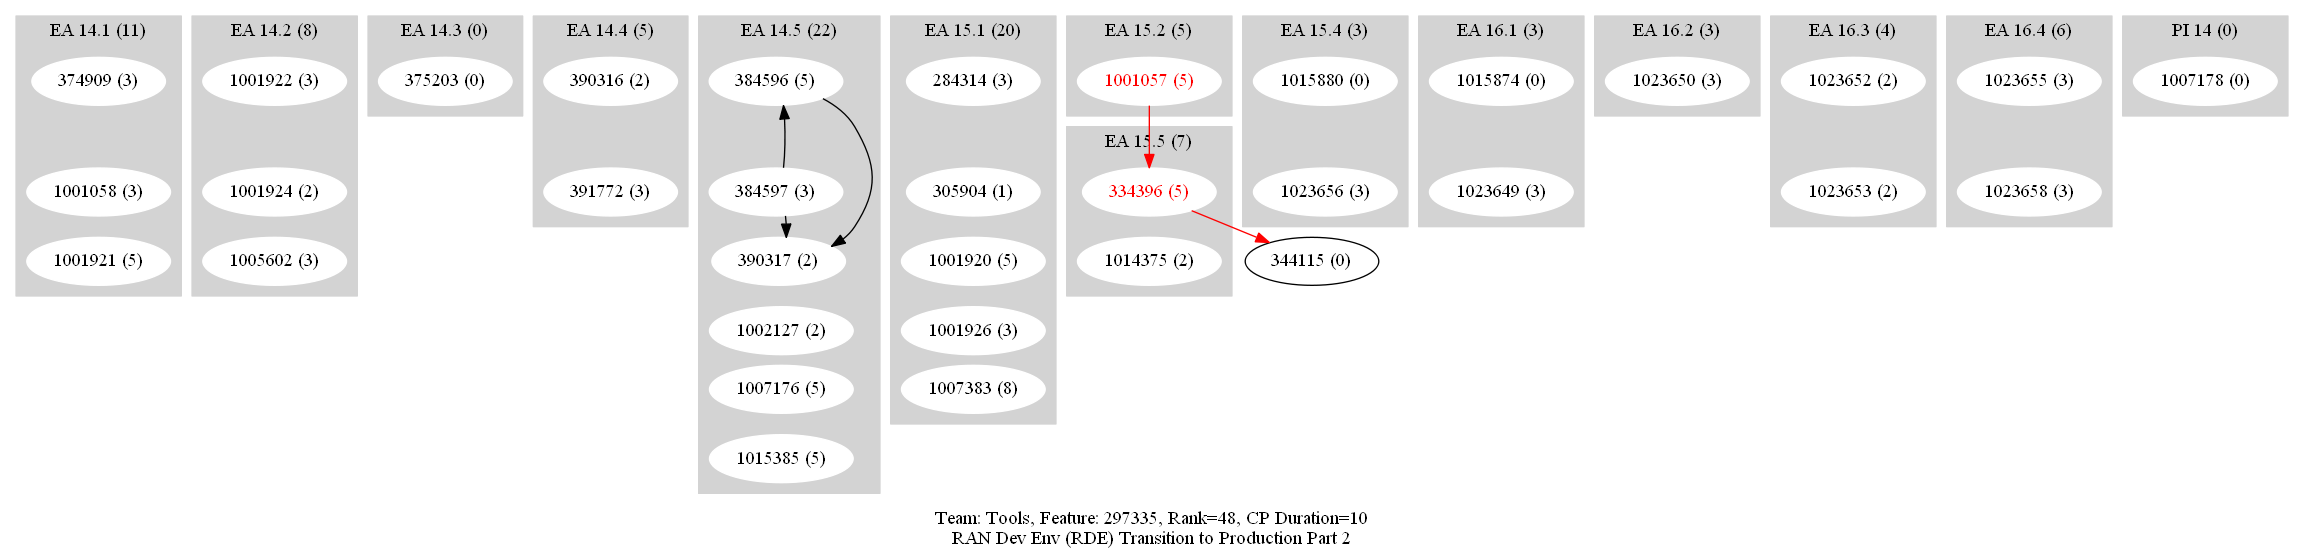 EA 14.1 (11)
374909 (3)
1001058 (3)
1001921 (5)
EA 14.2 (8)
1001922 (3)
1001924 (2)
1005602 (3)
EA 14.3 (0)
375203 (0)
EA 14.4 (5)
390316 (2)
391772 (3)
EA 14.5 (22)
384596 (5)
384597 (3)
390317 (2)
1002127 (2)
1007176 (5)
1015385 (5)
EA 15.1 (20)
284314 (3)
305904 (1)
1001920 (5)
1001926 (3)
1007383 (8)
EA 15.2 (5)
1001057 (5)
EA 15.5 (7)
334396 (5)
1014375 (2)
EA 15.4 (3)
1015880 (0)
1023656 (3)
344115 (0)
EA 16.1 (3)
1015874 (0)
1023649 (3)
EA 16.2 (3)
1023650 (3)
EA 16.3 (4)
1023652 (2)
1023653 (2)
EA 16.4 (6)
1023655 (3)
1023658 (3)
PI 14 (0)
1007178 (0)
Team: Tools, Feature: 297335, Rank=48, CP Duration=10
RAN Dev Env (RDE) Transition to Production Part 2